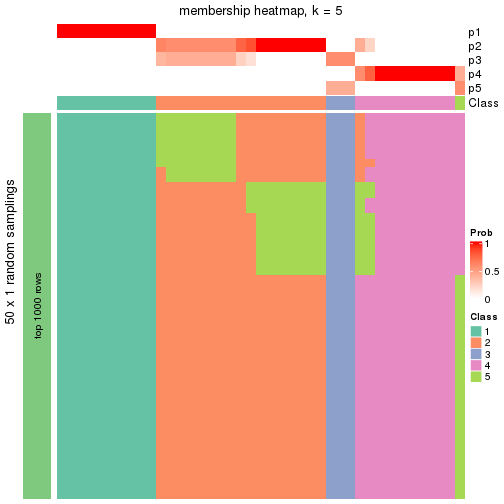 membership heatmap, k = 5
p1
p2
p3
p4
p5
Class
50 x 1 random samplings
top 1000 rows
Prob
1
0.5
0
Class
1
2
3
4
5